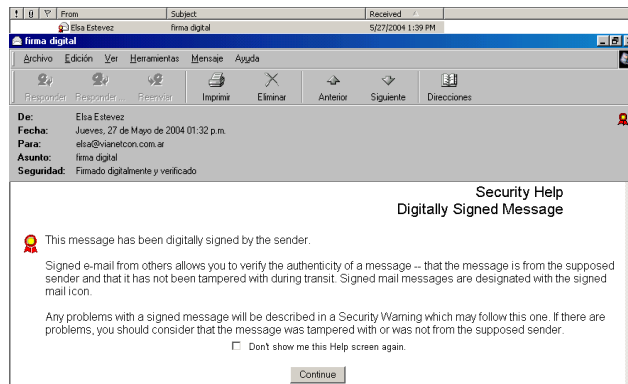 ! From Subject Received
Elsa Estevez firma digital 5/27/2004 1:39 PM
firma digital
Archivo Edición Ver Herramientas Mensaje Ayuda
Responder Responder... Reenviar Imprimir Eliminar Anterior Siguiente Direcciones
De: Elsa Estevez
Fecha: Jueves, 27 de Mayo de 2004 01:32 p.m.
Para: elsa@vianetcon.com.ar
Asunto: firma digital
Seguridad: Firmado digitalmente y verificado
Security Help
Digitally Signed Message
This message has been digitally signed by the sender.
Signed e-mail from others allows you to verify the authenticity of a message -- that the message is from the supposed
sender and that it has not been tampered with during transit. Signed mail messages are designated with the signed
mail icon.
Any problems with a signed message will be described in a Security Warning which may follow this one. If there are
problems, you should consider that the message was tampered with or was not from the supposed sender.
Don't show me this Help screen again.
Continue